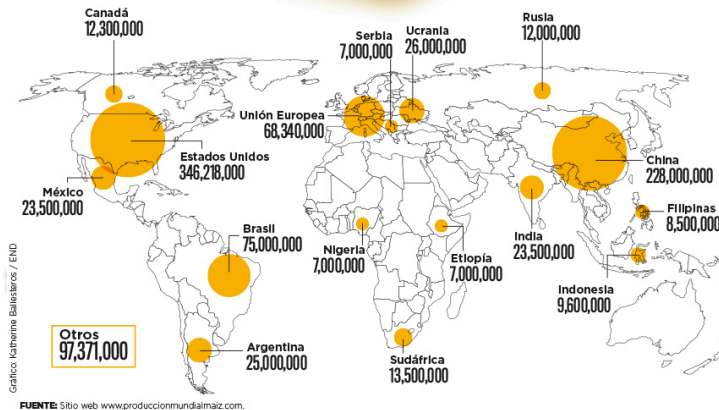 Canadá
12,300,000
Serbia
7,000,000
Ucrania
26,000,000
Rusia
12,000,000
Unión Europea
68,340,000
Estados Unidos
346,218,000
China
228,000,000
México
23,500,000
Filipinas
8,500,000
India
23,500,000
Brasil
75,000,000
Nigeria
7,000,000
Etiopía
7,000,000
Indonesia
9,600,000
Otros
97,371,000
Argentina
25,000,000
Sudáfrica
13,500,000
Gráfico: Katherine Ballesteros / END
FUENTE: Sitio web www.produccionmundialmaiz.com.